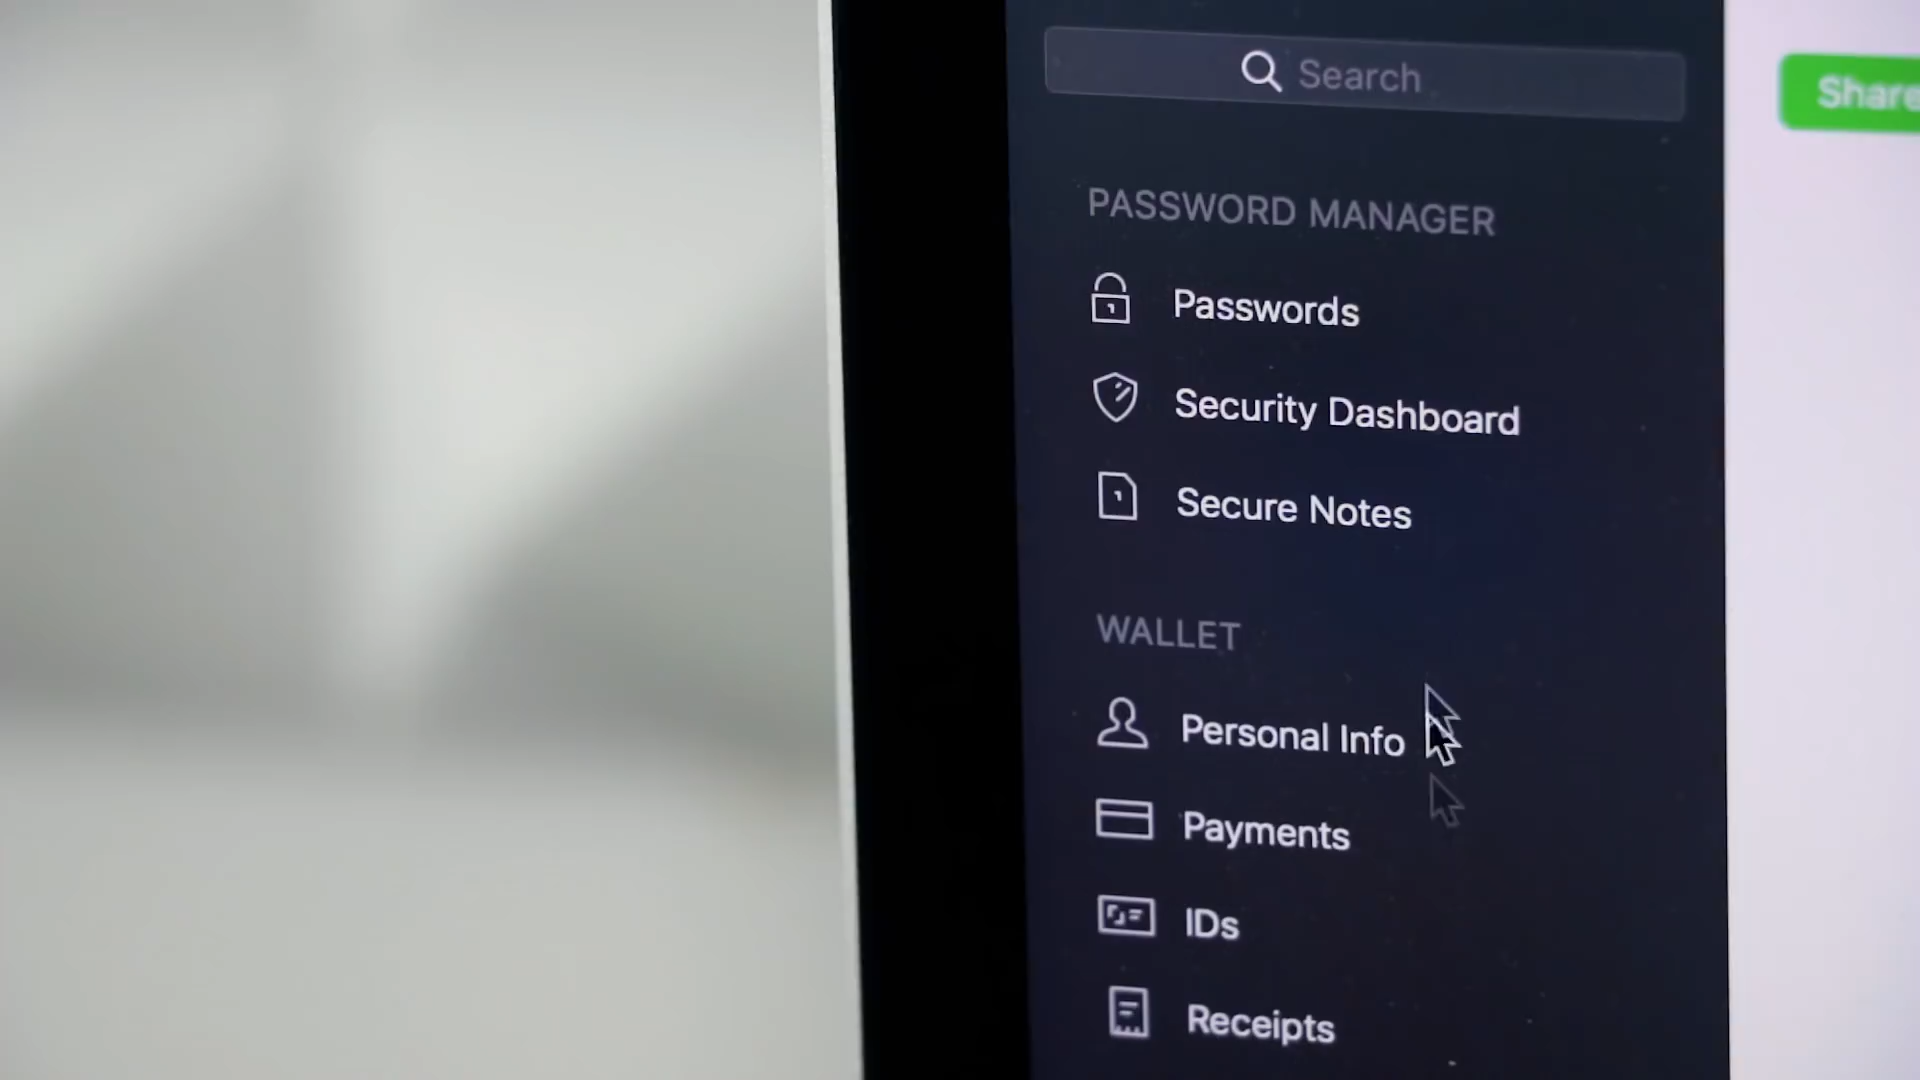 Search
Share
PASSWORD MANAGER
Passwords
Security Dashboard
Secure Notes
WALLET
Personal Info
Payments
IDs
Receipts